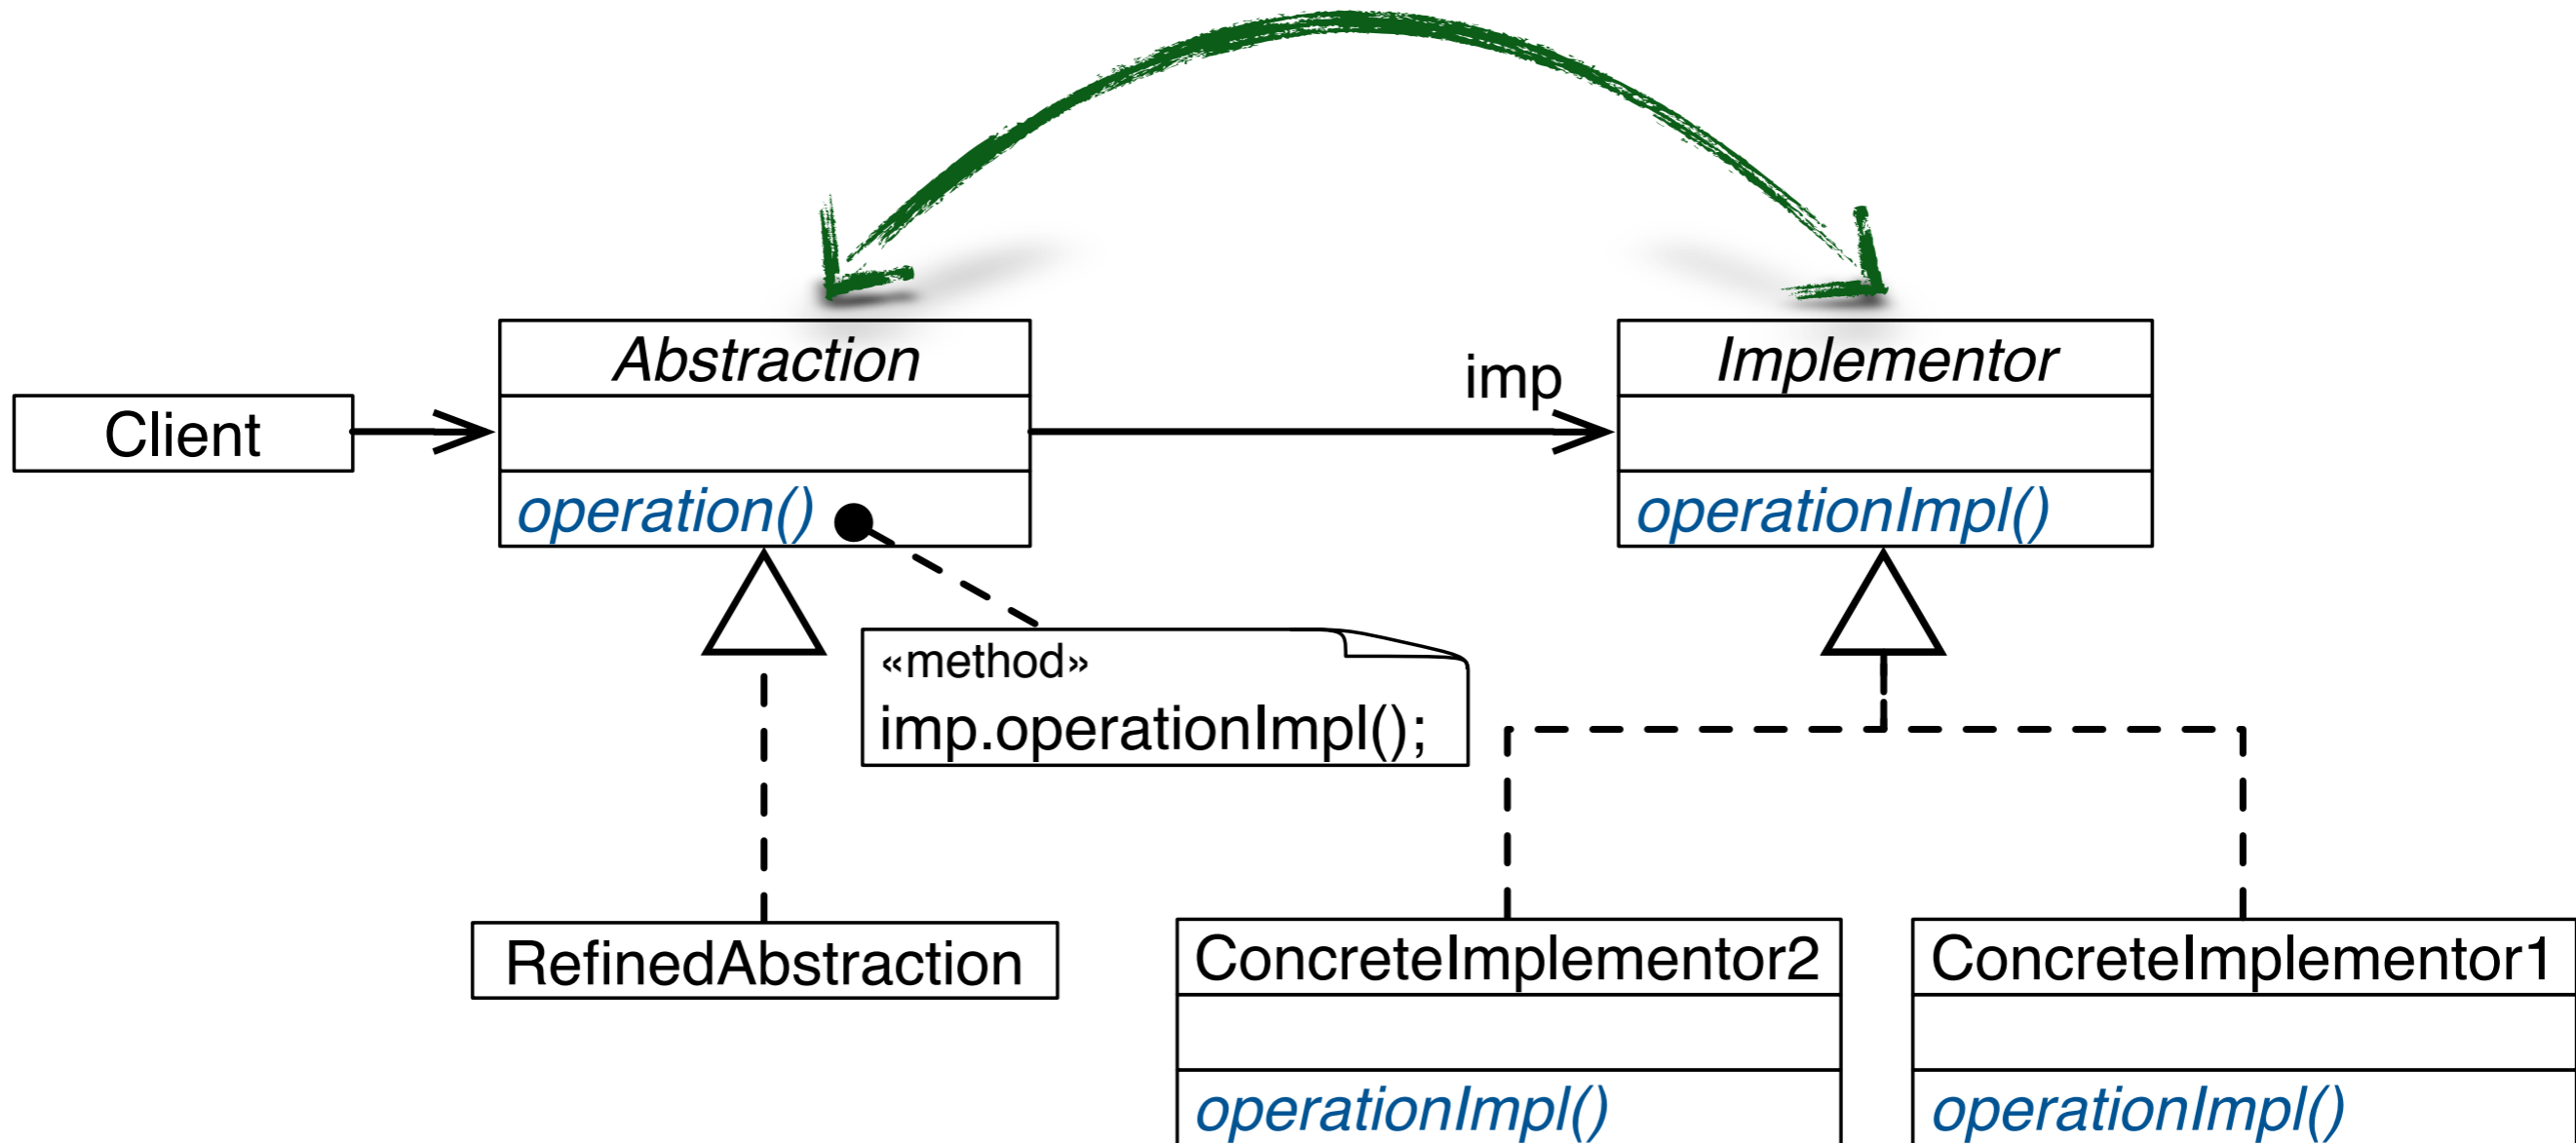 Abstraction
Implementor
imp
Client
operation()
operationImpl()
«method»
imp.operationImpl();
RefinedAbstraction
ConcreteImplementor2
ConcreteImplementor1
operationImpl()
operationImpl()